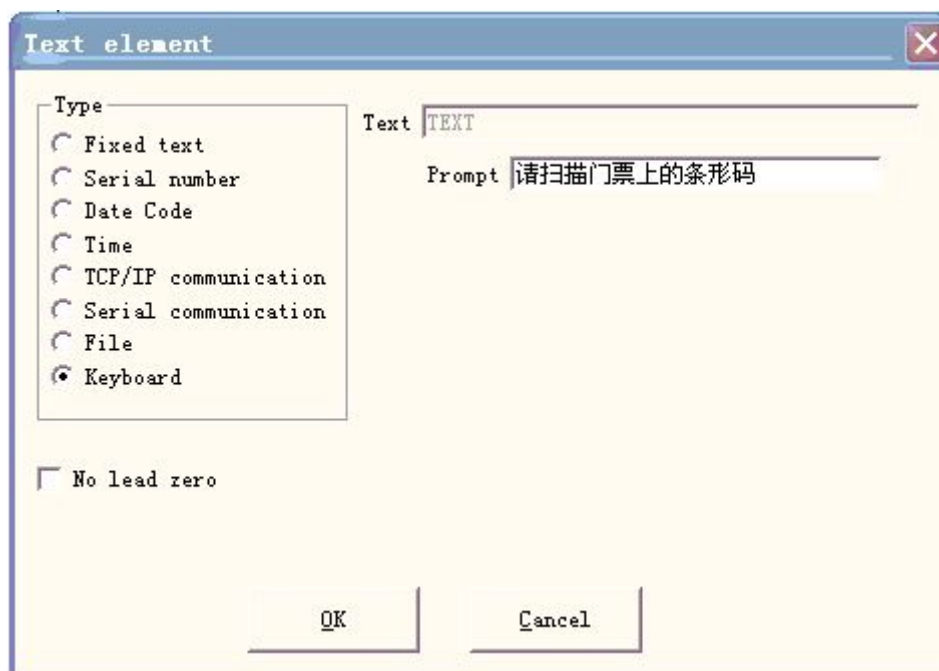 Text element
Type
Fixed text
Serial number
Date Code
Time
TCP/IP communication
Serial communication
File
Keyboard
Text TEXT
Prompt 请扫描门票上的条形码
No lead zero
OK Cancel